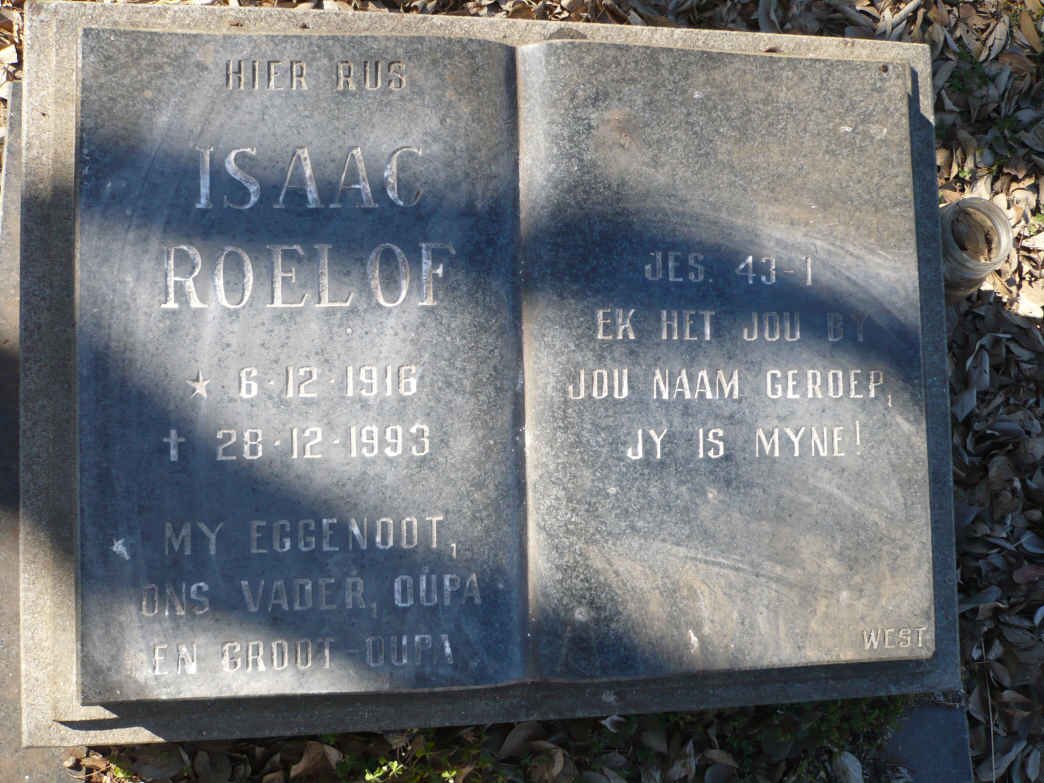 HIER RUS
ISAAC
ROELOF
★ 6·12·1916
✝ 28·12·1993
MY EGGENOOT,
ONS VADER, OUPA
EN GROOT-OUPA
JES. 43-1
EK HET JOU BY
JOU NAAM GEROEP,
JY IS MYNE!
WEST